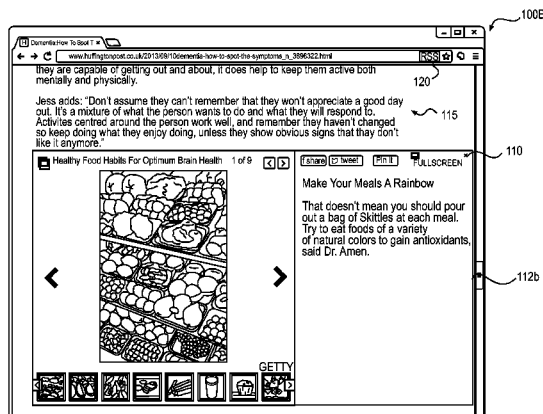 100E
Dementia:How To Spot T ×
www.huffingtonpost.co.uk/2013/09/10dementia-how-to-spot-the-symptoms_n_3896322.html
RSS
120
they are capable of getting out and about, it does help to keep them active both
mentally and physically.
Jess adds: “Don't assume they can't remember that they won't appreciate a good day
out. It's a mixture of what the person wants to do and what they will respond to.
Activites centred around the person work well, and remember they haven't changed
so keep doing what they enjoy doing, unless they show obvious signs that thay don't
like it anymore.”
115
Healthy Food Habits For Optimum Brain Health 1 of 9
f share
tweet
Pin it
FULLSCREEN
110
Make Your Meals A Rainbow
That doesn't mean you should pour
out a bag of Skittles at each meal.
Try to eat foods of a variety
of natural colors to gain antioxidants,
said Dr. Amen.
112b
GETTY